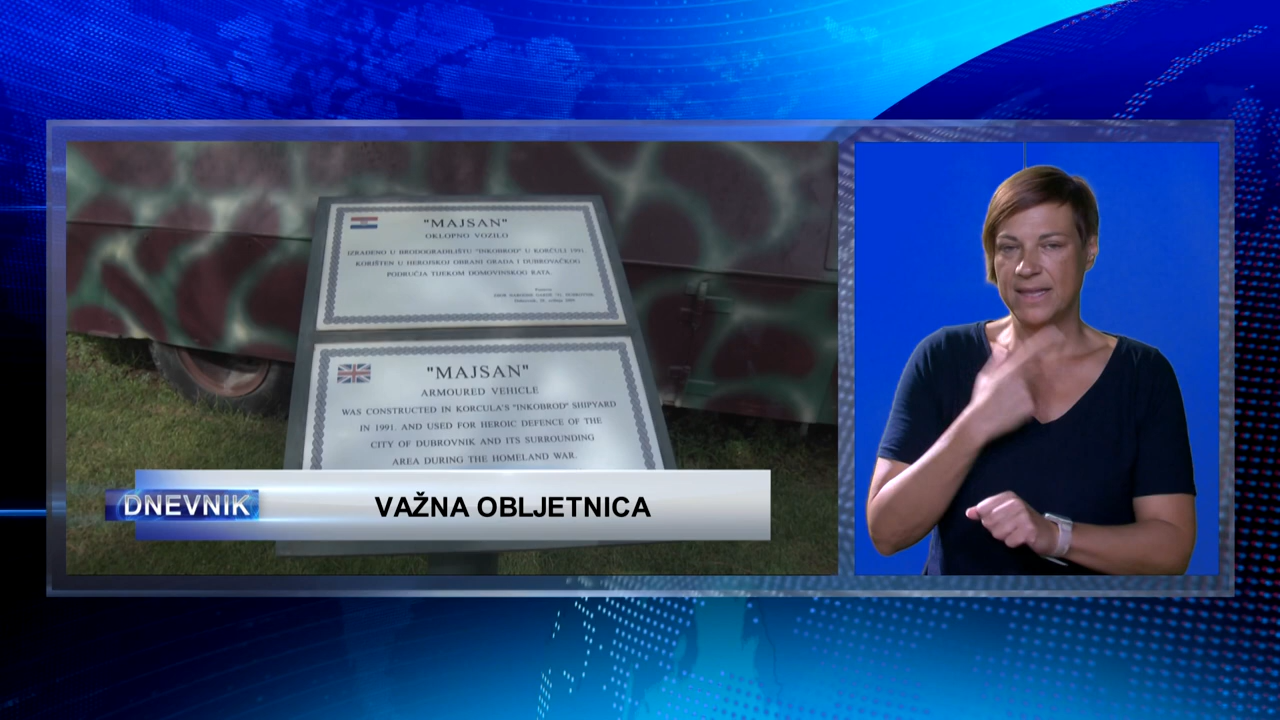 "MAJSAN"
OKLOPNO VOZILO
IZRAĐENO U BRODOGRADILIŠTU "INKOBROD" U KORČULI 1991.
KORIŠTEN U HEROJSKOJ OBRANI GRADA I DUBROVAČKOG
PODRUČJA TIJEKOM DOMOVINSKOG RATA.
"MAJSAN"
ARMOURED VEHICLE
WAS CONSTRUCTED IN KORCULA'S "INKOBROD" SHIPYARD
IN 1991. AND USED FOR HEROIC DEFENCE OF THE
CITY OF DUBROVNIK AND ITS SURROUNDING
AREA DURING THE HOMELAND WAR.
DNEVNIK
VAŽNA OBLJETNICA